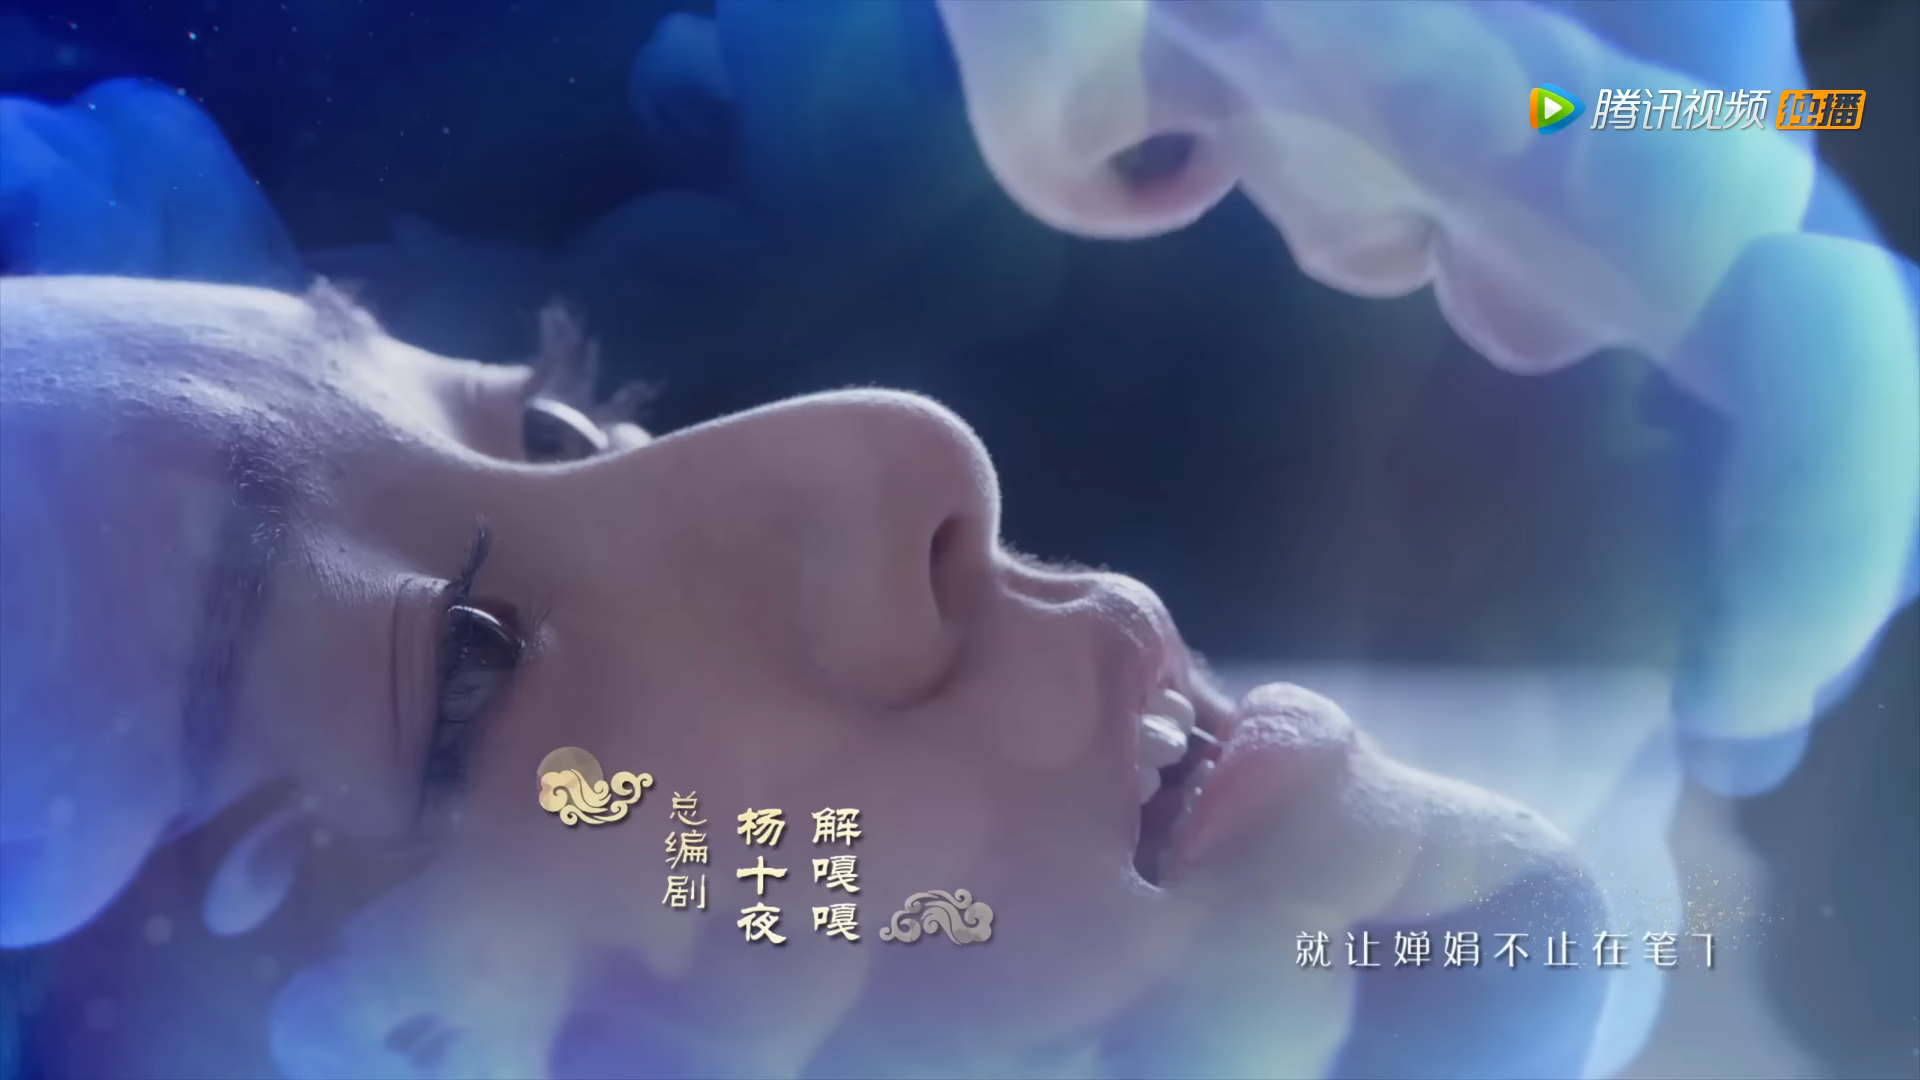 腾讯视频 独播
总编剧
杨十夜
解嘎嘎
就让婵娟不止在笔